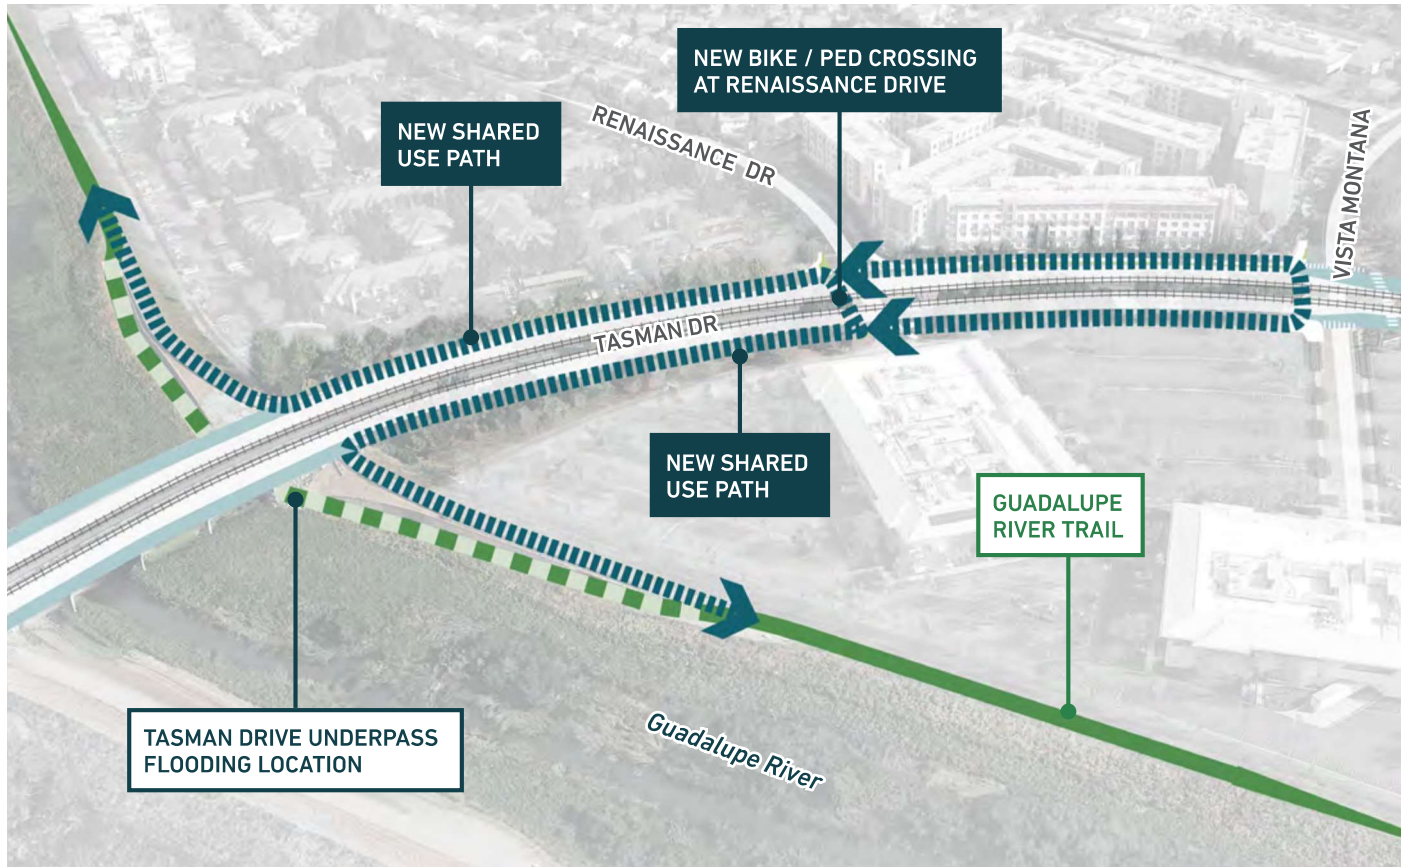 NEW BIKE / PED CROSSING
AT RENAISSANCE DRIVE
NEW SHARED
USE PATH
RENAISSANCE DR
VISTA MONTANA
TASMAN DR
NEW SHARED
USE PATH
GUADALUPE
RIVER TRAIL
TASMAN DRIVE UNDERPASS
FLOODING LOCATION
Guadalupe River